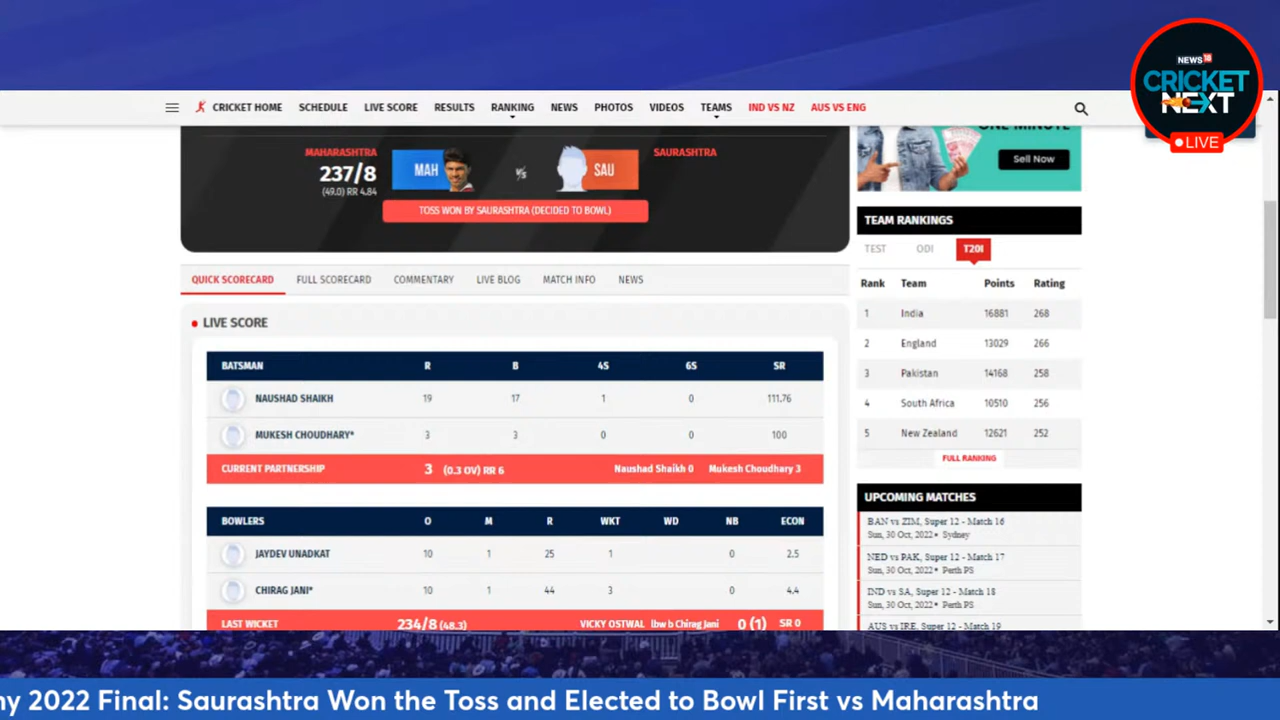 NEWS18
CRICKET
NEXT
LIVE
CRICKET HOME SCHEDULE LIVE SCORE RESULTS RANKING NEWS PHOTOS VIDEOS TEAMS IND VS NZ AUS VS ENG
MAHARASHTRA
237/8
(49.0) RR 4.84
MAH
V/S
SAU
SAURASHTRA
TOSS WON BY SAURASHTRA (DECIDED TO BOWL)
ONE MINUTE
Sell Now
QUICK SCORECARD FULL SCORECARD COMMENTARY LIVE BLOG MATCH INFO NEWS
LIVE SCORE
BATSMAN R B 4S 6S SR
NAUSHAD SHAIKH 19 17 1 0 111.76
MUKESH CHOUDHARY* 3 3 0 0 100
CURRENT PARTNERSHIP 3 (0.3 OV) RR 6 Naushad Shaikh 0 Mukesh Choudhary 3
BOWLERS O M R WKT WD NB ECON
JAYDEV UNADKAT 10 1 25 1 0 2.5
CHIRAG JANI* 10 1 44 3 0 4.4
LAST WICKET 234/8 (48.3) VICKY OSTWAL lbw b Chirag Jani 0 (1) SR 0
TEAM RANKINGS
TEST ODI T20I
Rank Team Points Rating
1 India 16881 268
2 England 13029 266
3 Pakistan 14168 258
4 South Africa 10510 256
5 New Zealand 12621 252
FULL RANKING
UPCOMING MATCHES
BAN vs ZIM, Super 12 - Match 16
Sun, 30 Oct, 2022 • Sydney
NED vs PAK, Super 12 - Match 17
Sun, 30 Oct, 2022 • Perth PS
IND vs SA, Super 12 - Match 18
Sun, 30 Oct, 2022 • Perth PS
AUS vs IRE, Super 12 - Match 19
hy 2022 Final: Saurashtra Won the Toss and Elected to Bowl First vs Maharashtra